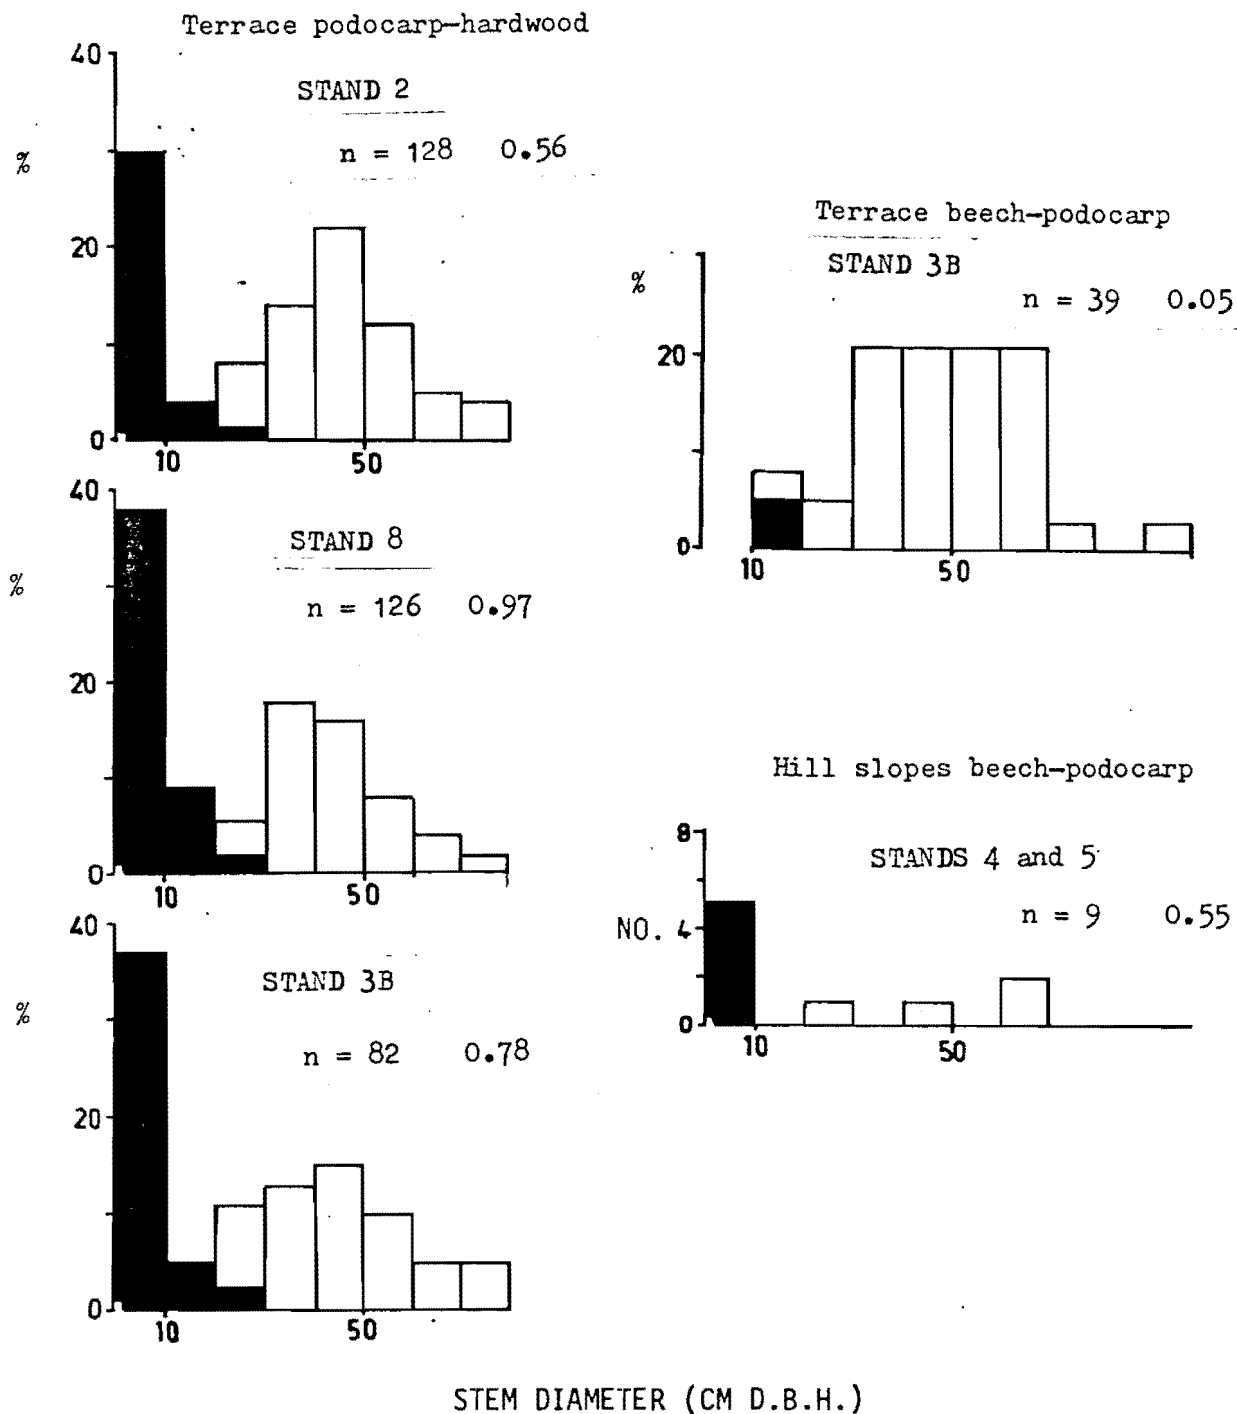 Terrace podocarp-hardwood
40
STAND 2
n = 128 0.56
%
20
0
10 50
40
STAND 8
%
n = 126 0.97
20
0
10 50
40
STAND 3B
%
n = 82 0.78
20
0
10 50
Terrace beech-podocarp
STAND 3B
%
n = 39 0.05
20
0
10 50
Hill slopes beech-podocarp
8
STANDS 4 and 5
n = 9 0.55
NO. 4
0
10 50
STEM DIAMETER (CM D.B.H.)